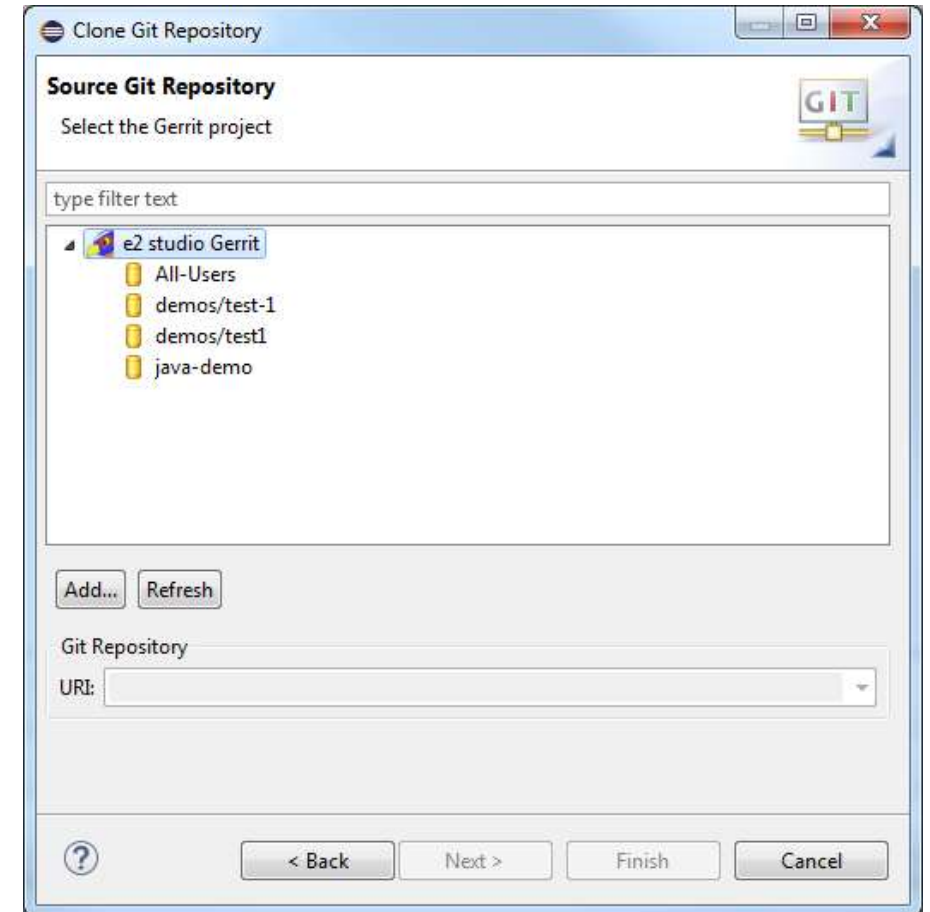 Clone Git Repository
Source Git Repository
Select the Gerrit project
GIT
type filter text
e2 studio Gerrit
All-Users
demos/test-1
demos/test1
java-demo
Add... Refresh
Git Repository
URI:
? < Back Next > Finish Cancel